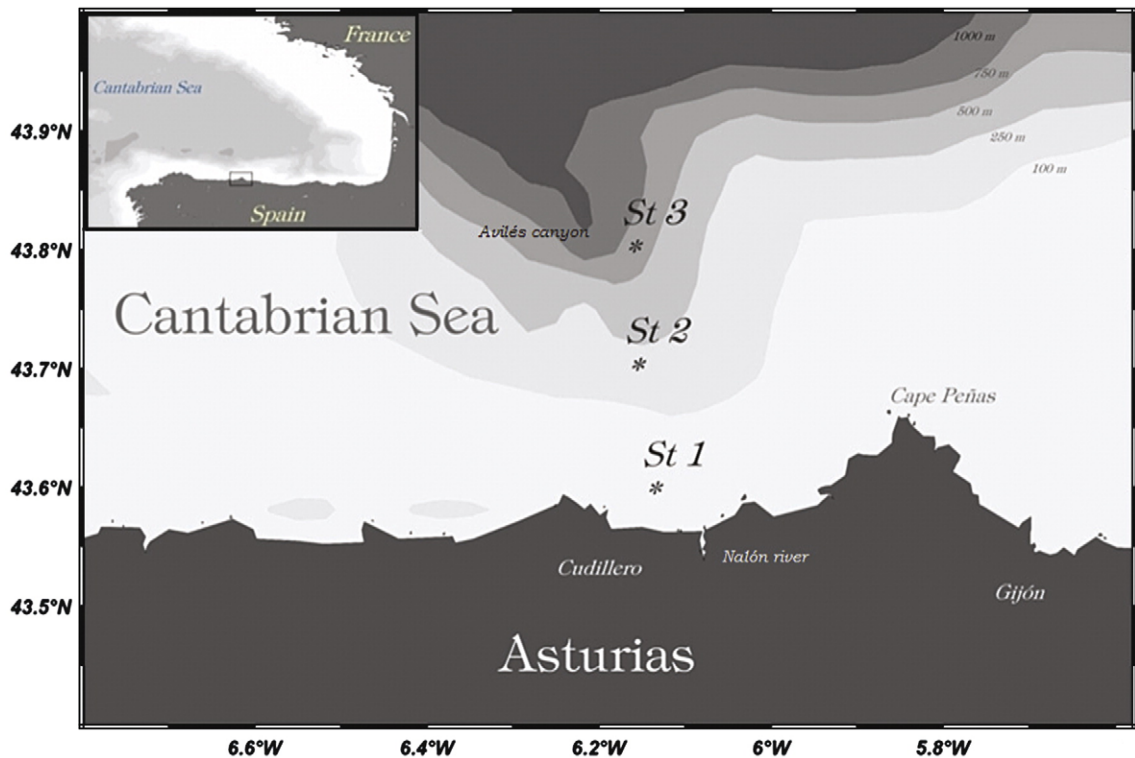 France
Cantabrian Sea
Spain
1000 m
750 m
500 m
250 m
100 m
43.9°N
43.8°N
43.7°N
43.6°N
43.5°N
St 3
*
Avilés canyon
Cantabrian Sea
St 2
*
Cape Peñas
St 1
*
Cudillero
Nalón river
Gijón
Asturias
6.6°W
6.4°W
6.2°W
6°W
5.8°W